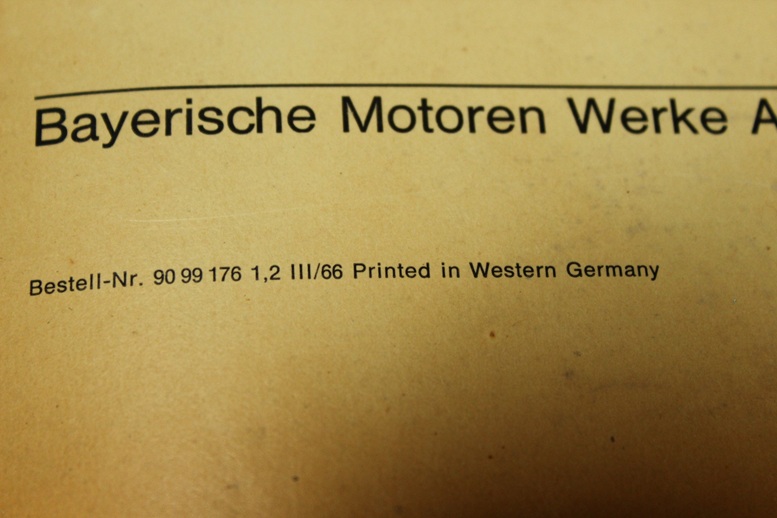 Bayerische Motoren Werke A
Bestell-Nr. 90 99 176 1,2 III/66 Printed in Western Germany